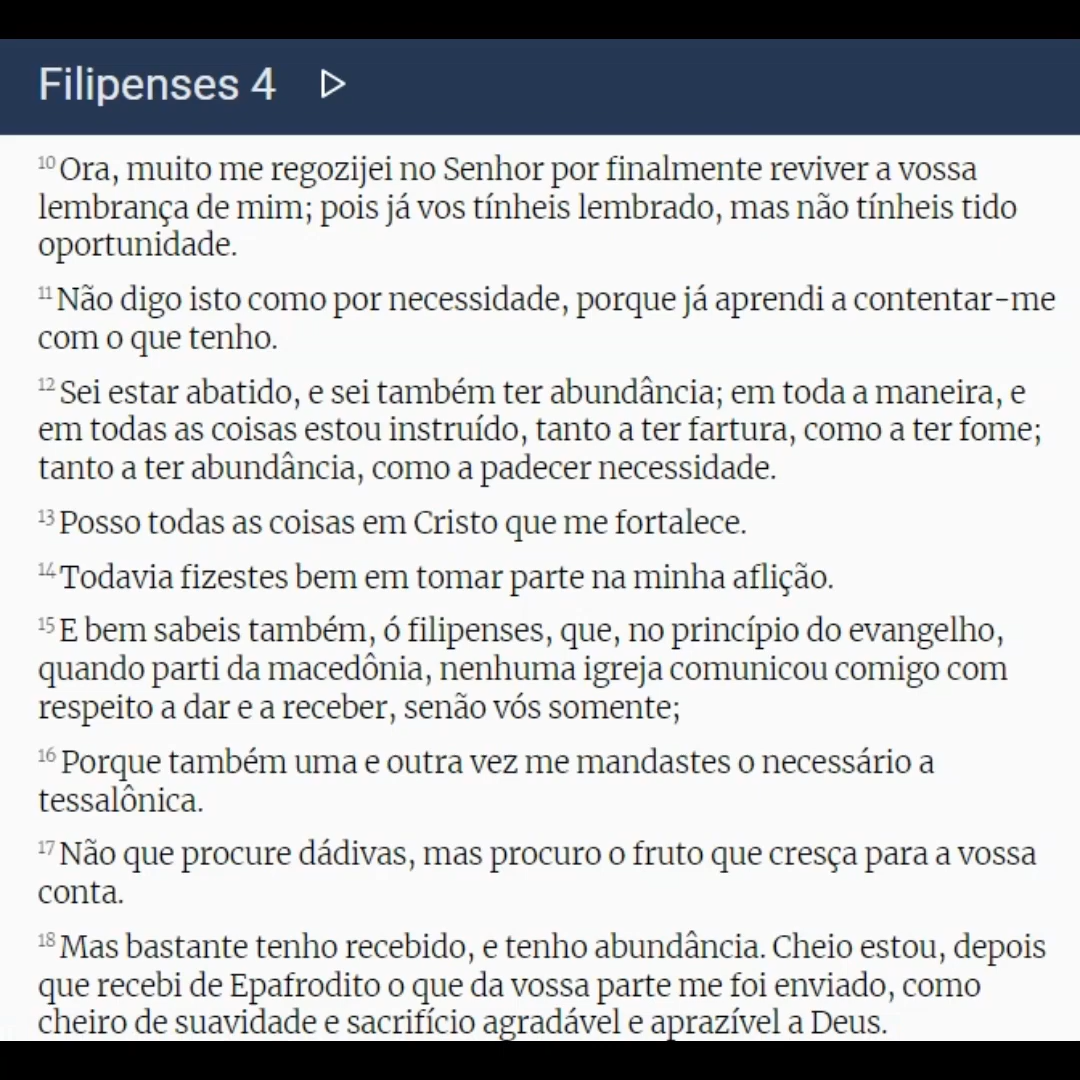 Filipenses 4
10 Ora, muito me regozijei no Senhor por finalmente reviver a vossa
lembrança de mim; pois já vos tínheis lembrado, mas não tínheis tido
oportunidade.
11 Não digo isto como por necessidade, porque já aprendi a contentar-me
com o que tenho.
12 Sei estar abatido, e sei também ter abundância; em toda a maneira, e
em todas as coisas estou instruído, tanto a ter fartura, como a ter fome;
tanto a ter abundância, como a padecer necessidade.
13 Posso todas as coisas em Cristo que me fortalece.
14 Todavia fizestes bem em tomar parte na minha aflição.
15 E bem sabeis também, ó filipenses, que, no princípio do evangelho,
quando parti da macedônia, nenhuma igreja comunicou comigo com
respeito a dar e a receber, senão vós somente;
16 Porque também uma e outra vez me mandastes o necessário a
tessalônica.
17 Não que procure dádivas, mas procuro o fruto que cresça para a vossa
conta.
18 Mas bastante tenho recebido, e tenho abundância. Cheio estou, depois
que recebi de Epafrodito o que da vossa parte me foi enviado, como
cheiro de suavidade e sacrifício agradável e aprazível a Deus.